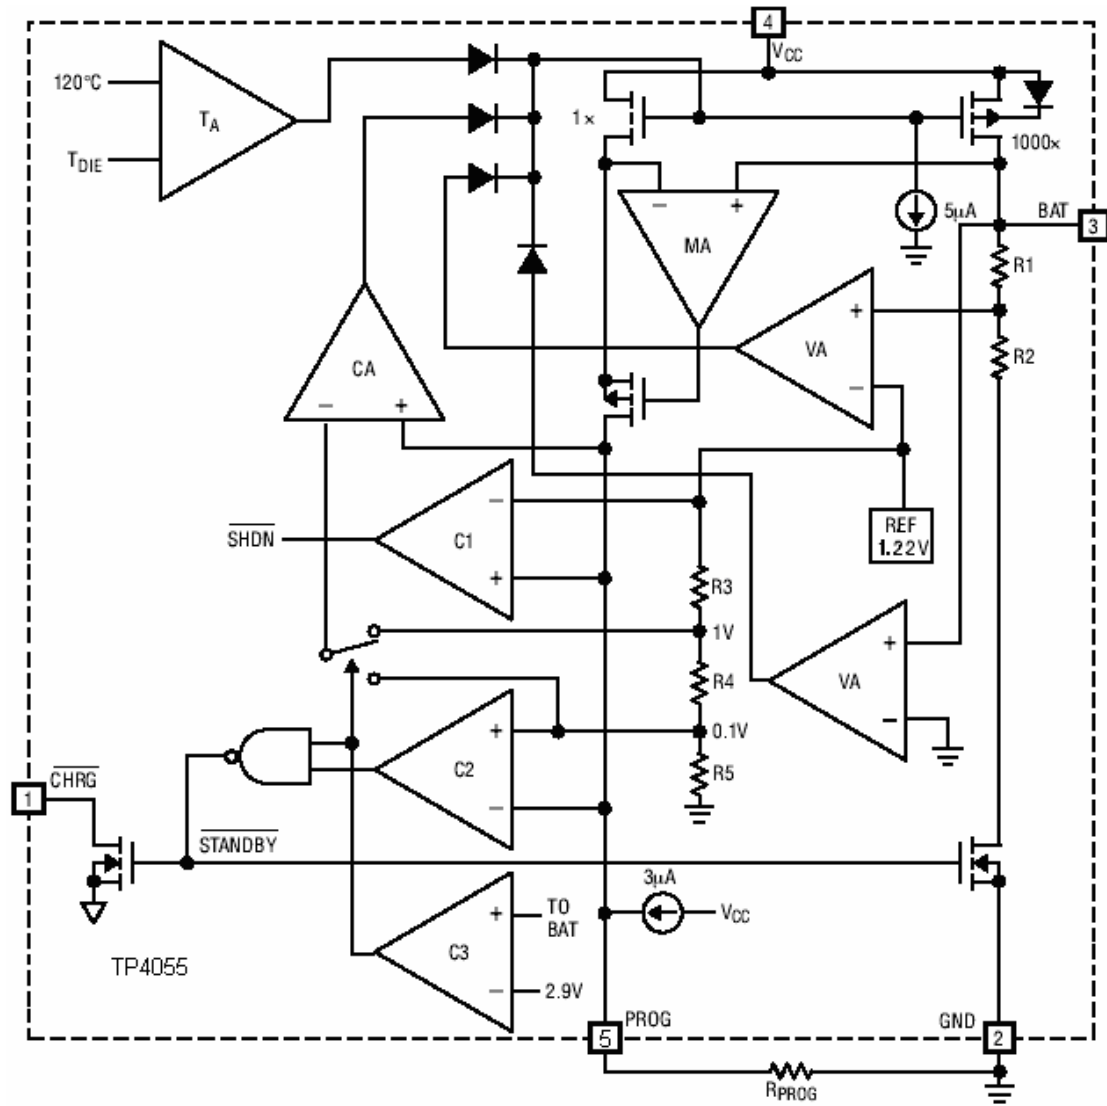 4
VCC
120°C
TA
TDIE
1×
1000×
5µA
BAT
3
− +
MA
R1
+
VA
−
R2
CA
− +
SHDN
−
C1
+
REF
1.22V
R3
1V
+
VA
−
R4
0.1V
+
C2
−
R5
CHRG
1
STANDBY
3µA
VCC
+
TO
BAT
C3
−
2.9V
TP4055
PROG
5
GND
2
RPROG